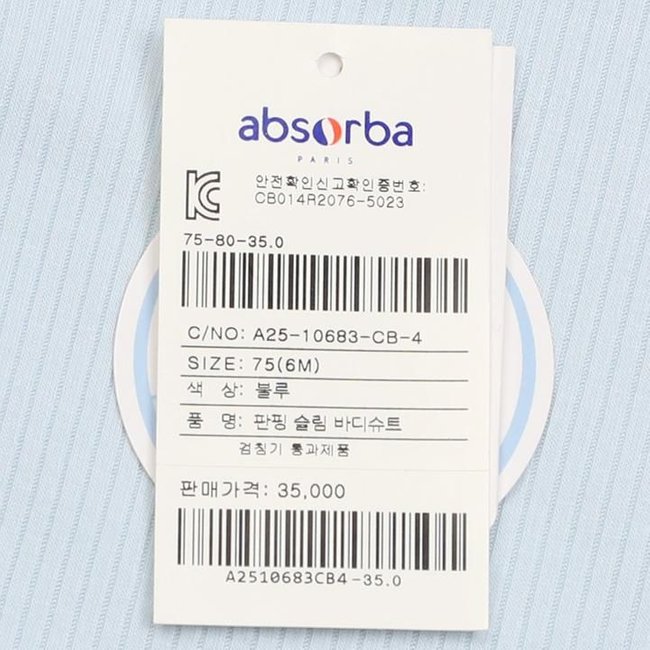 absorba
PARIS
안전확인신고확인증번호:
CB014R2076-5023
75-80-35.0
C/NO: A25-10683-CB-4
SIZE: 75(6M)
색 상: 블루
품 명: 판핑 슬림 바디슈트
검침기 통과제품
판매가격: 35,000
A2510683CB4-35.0